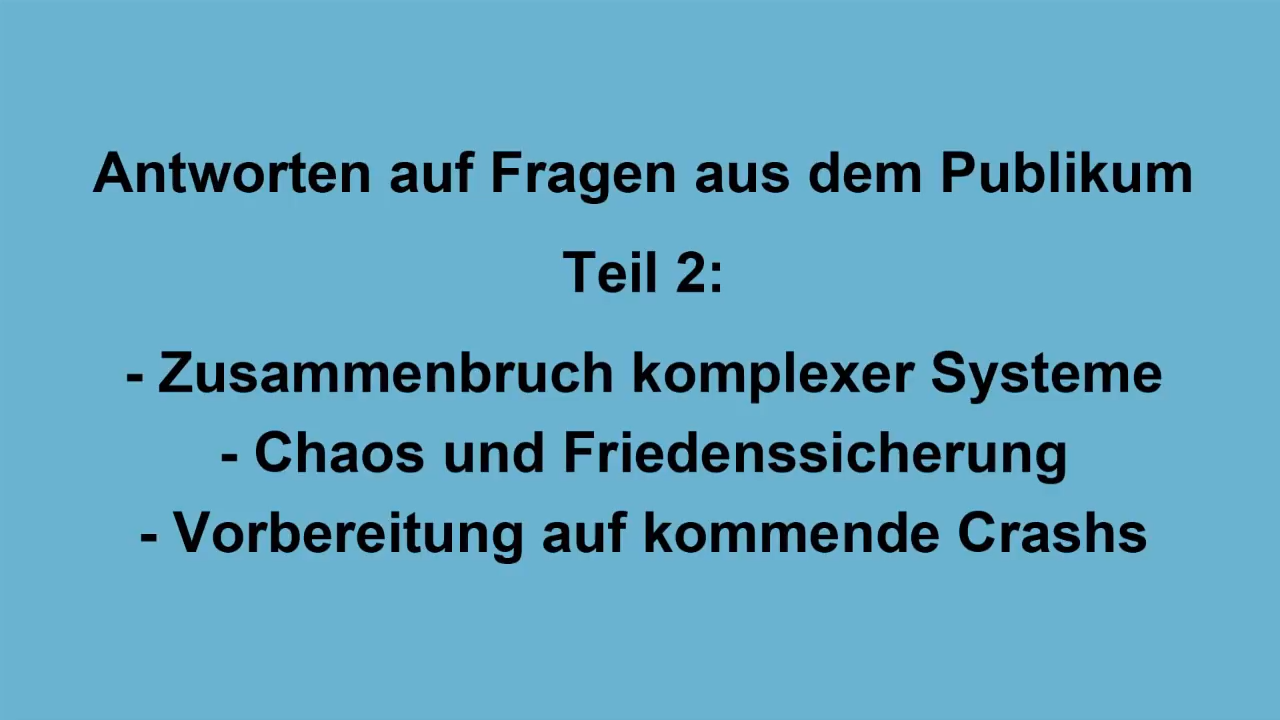 Antworten auf Fragen aus dem Publikum
Teil 2:
- Zusammenbruch komplexer Systeme
- Chaos und Friedenssicherung
- Vorbereitung auf kommende Crashs